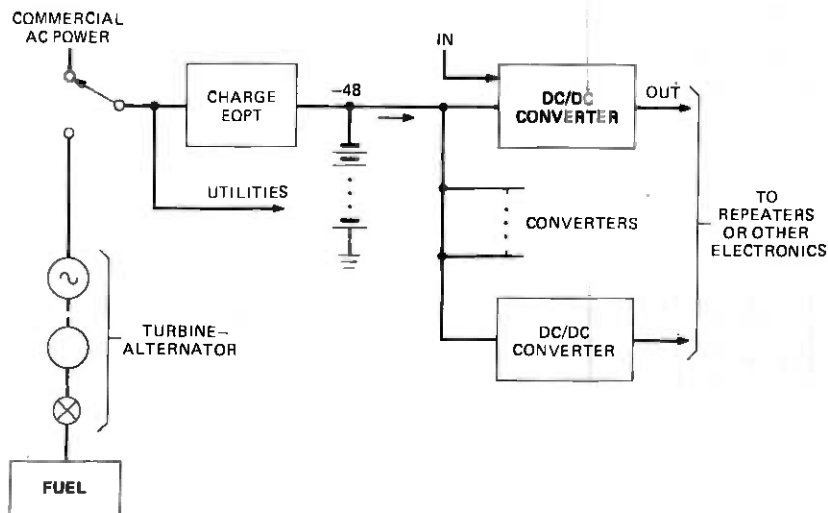 COMMERCIAL
AC POWER
CHARGE
EQPT
UTILITIES
-48
IN
DC/DC
CONVERTER
OUT
CONVERTERS
DC/DC
CONVERTER
TO
REPEATERS
OR OTHER
ELECTRONICS
TURBINE-
ALTERNATOR
FUEL